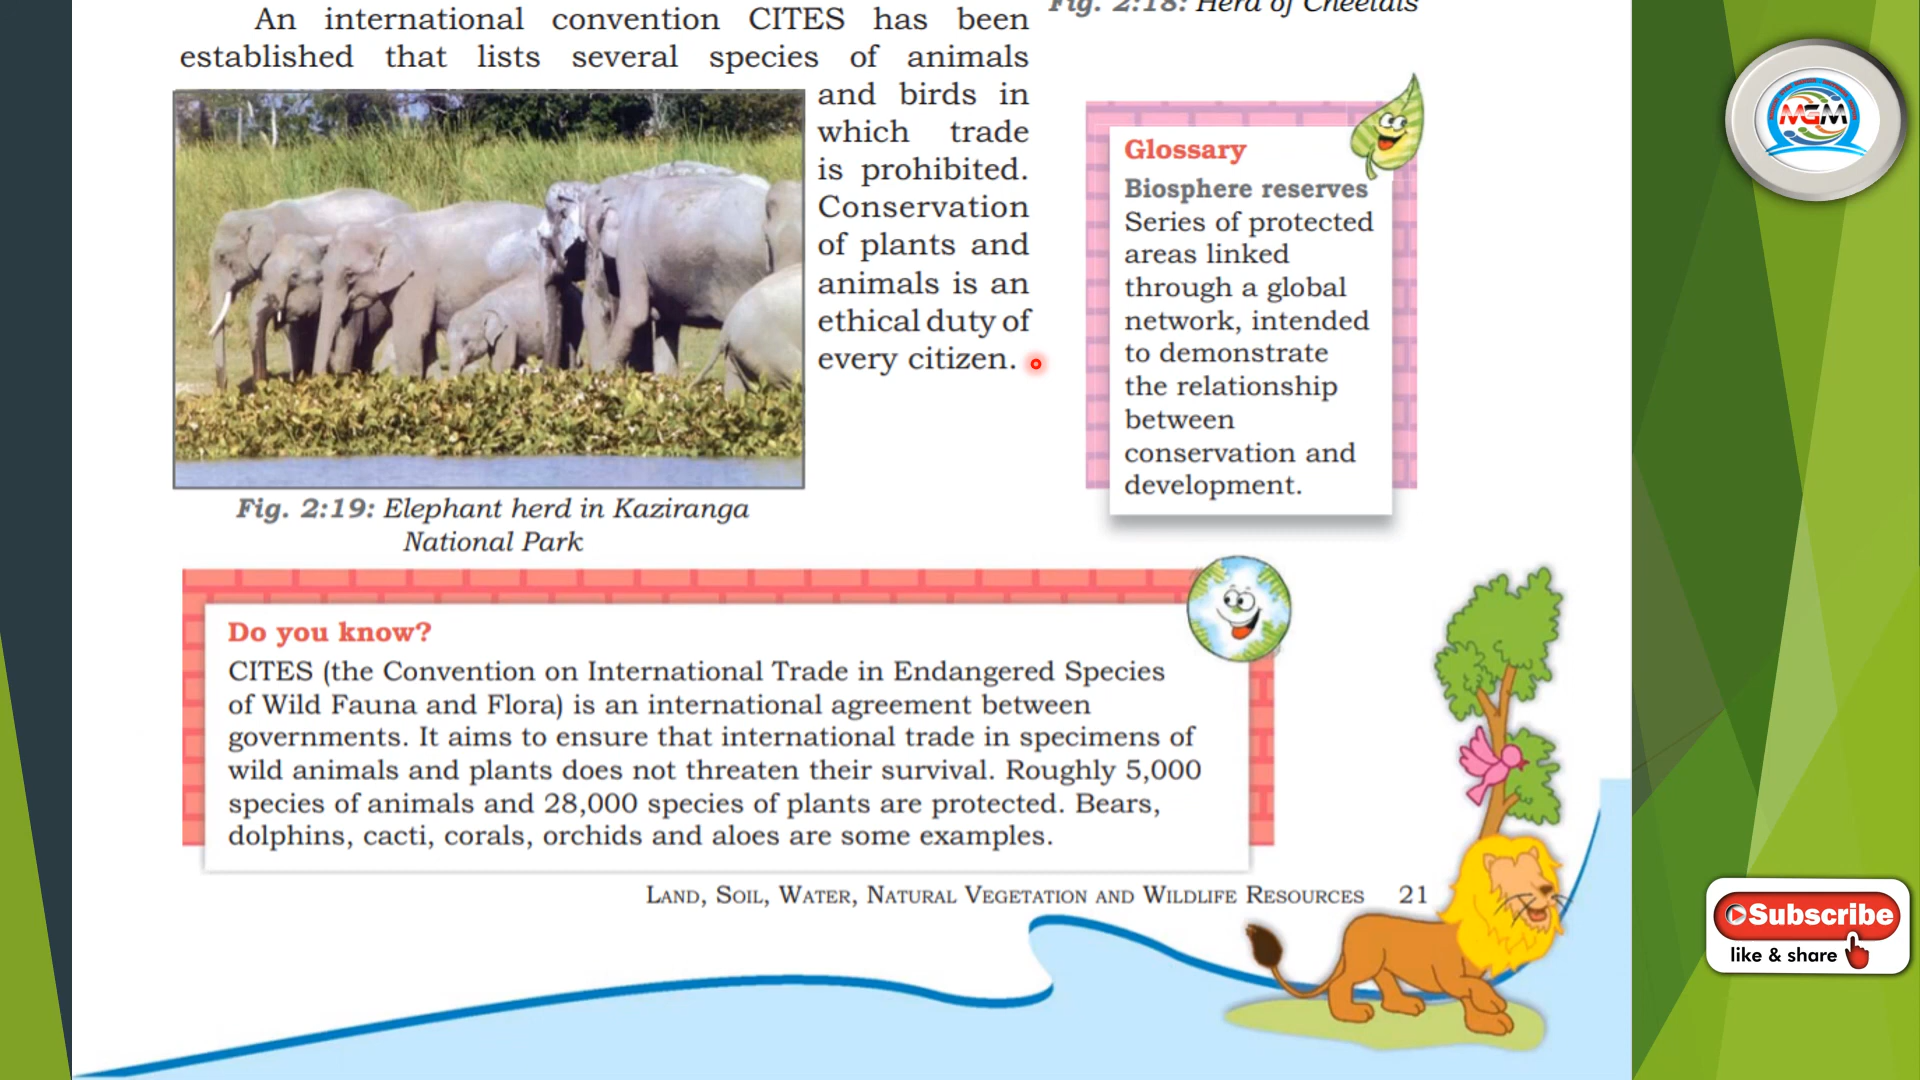 An international convention CITES has been
established that lists several species of animals
and birds in
which trade
is prohibited.
Conservation
of plants and
animals is an
ethical duty of
every citizen.
Fig. 2:19: Elephant herd in Kaziranga
National Park
Fig. 2:18: Herd of Cheetals
Glossary
Biosphere reserves
Series of protected
areas linked
through a global
network, intended
to demonstrate
the relationship
between
conservation and
development.
Do you know?
CITES (the Convention on International Trade in Endangered Species
of Wild Fauna and Flora) is an international agreement between
governments. It aims to ensure that international trade in specimens of
wild animals and plants does not threaten their survival. Roughly 5,000
species of animals and 28,000 species of plants are protected. Bears,
dolphins, cacti, corals, orchids and aloes are some examples.
LAND, SOIL, WATER, NATURAL VEGETATION AND WILDLIFE RESOURCES 21
MGM
Subscribe
like & share